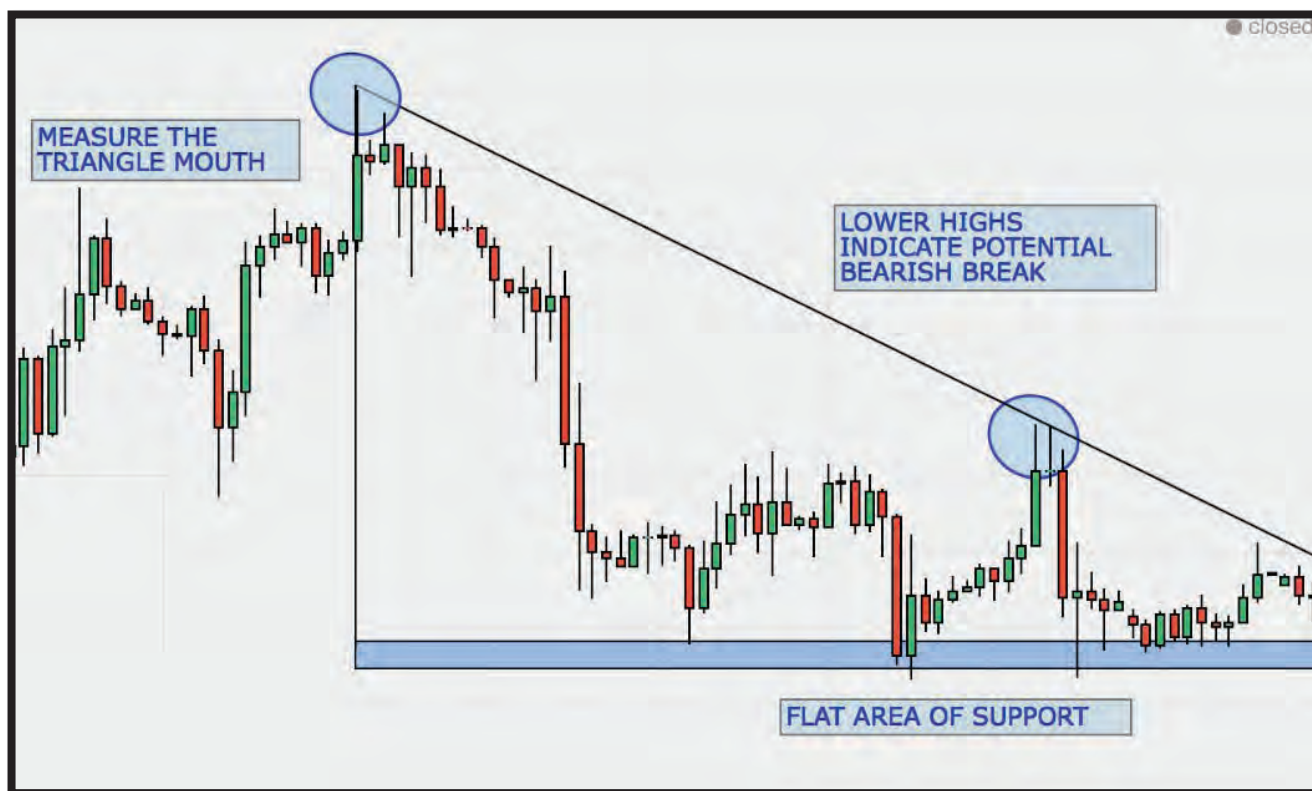 closed
MEASURE THE
TRIANGLE MOUTH
LOWER HIGHS
INDICATE POTENTIAL
BEARISH BREAK
FLAT AREA OF SUPPORT